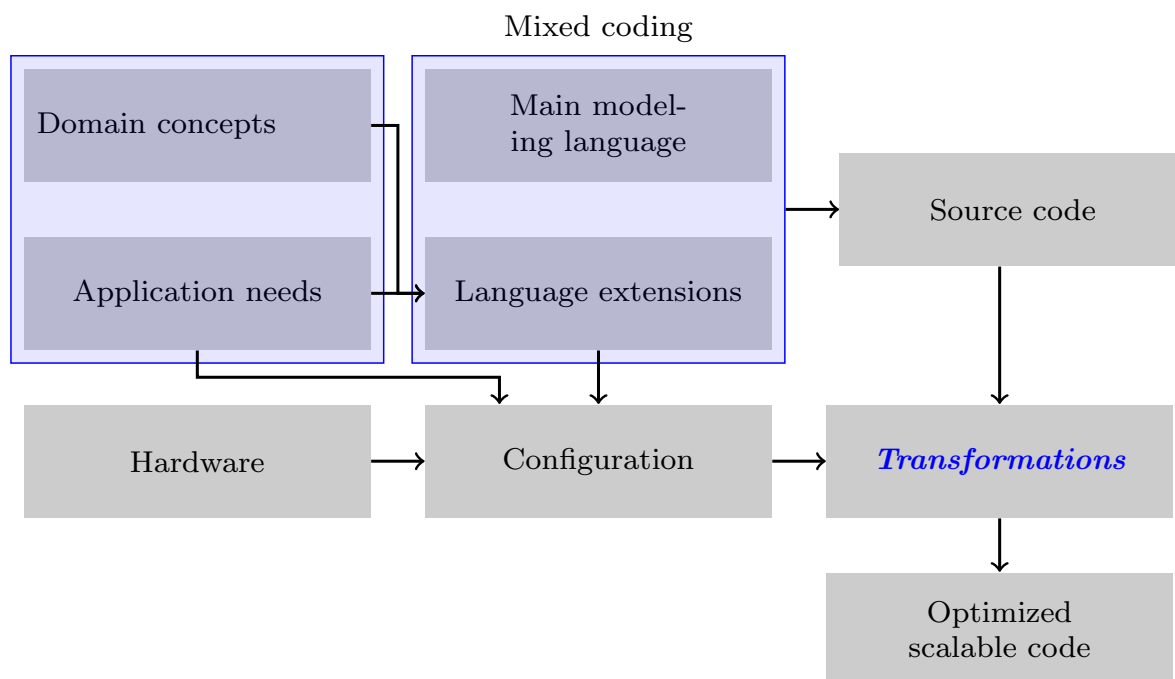 Mixed coding
Domain concepts
Main model-
ing language
Source code
Application needs
Language extensions
Hardware
Configuration
Transformations
Optimized
scalable code